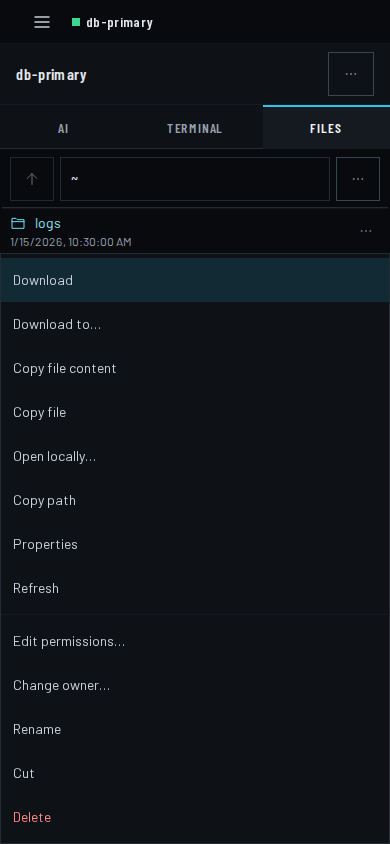 db-primary
db-primary
...
AI
TERMINAL
FILES
~
...
logs
1/15/2026, 10:30:00 AM
...
Download
Download to...
Copy file content
Copy file
Open locally...
Copy path
Properties
Refresh
Edit permissions...
Change owner...
Rename
Cut
Delete